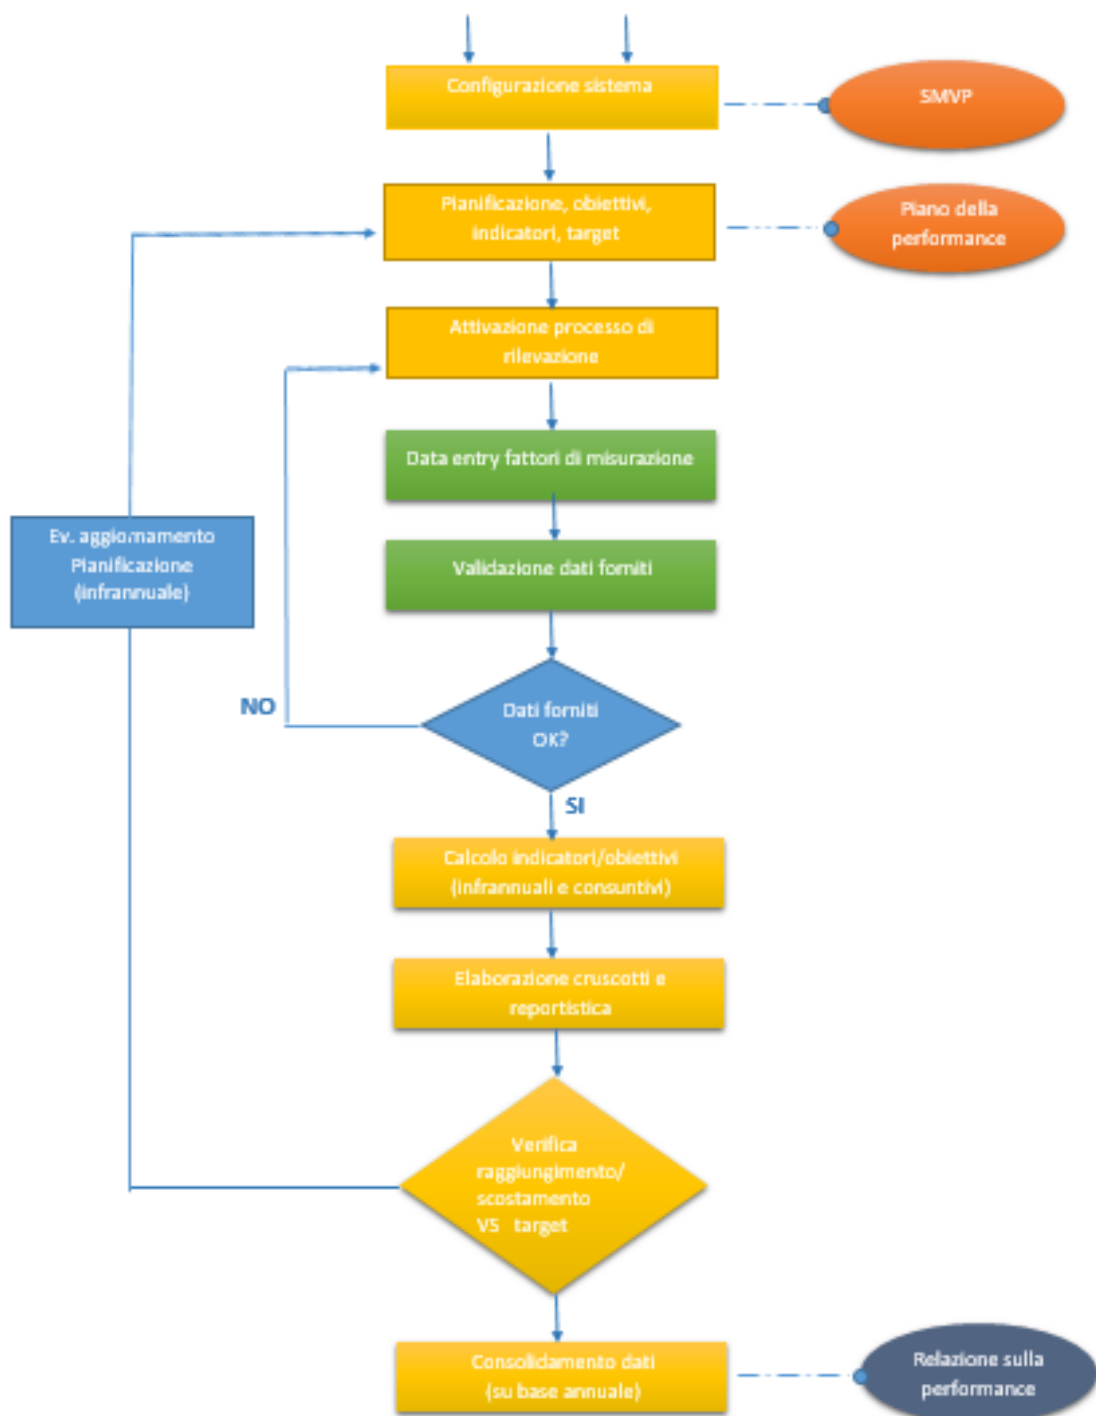 Configurazione sistema
SMVP
Pianificazione, obiettivi,
indicatori, target
Piano della
performance
Attivazione processo di
rilevazione
Data entry fattori di misurazione
Ev. aggiornamento
Pianificazione
(infrannuale)
Validazione dati forniti
NO
Dati forniti
OK?
SI
Calcolo indicatori/obiettivi
(infrannuali e consuntivi)
Elaborazione cruscotti e
reportistica
Verifica
raggiungimento/
scostamento
VS target
Consolidamento dati
(su base annuale)
Relazione sulla
performance